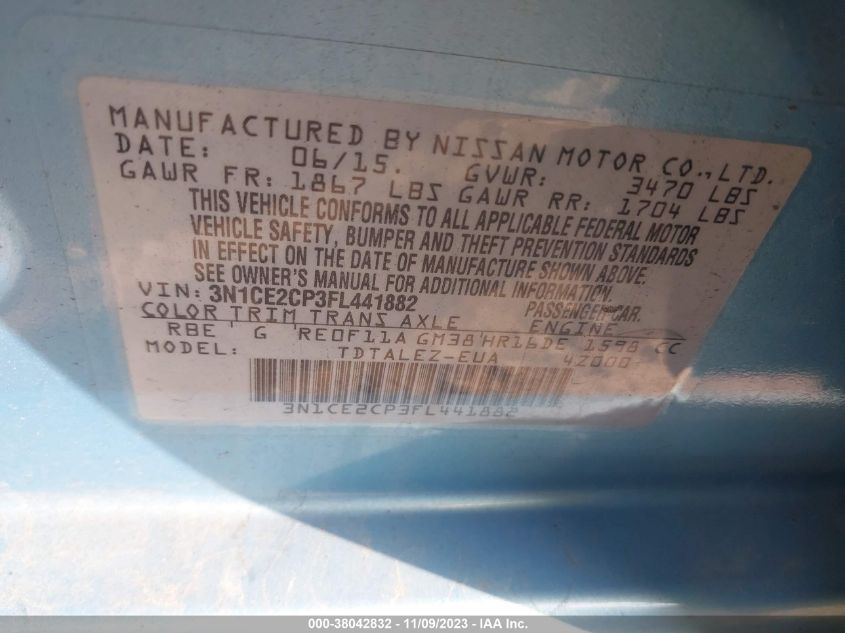 MANUFACTURED BY NISSAN MOTOR CO., LTD.
DATE: 06/15. GVWR: 3470 LBS
GAWR FR: 1867 LBS GAWR RR: 1704 LBS
THIS VEHICLE CONFORMS TO ALL APPLICABLE FEDERAL MOTOR
VEHICLE SAFETY, BUMPER AND THEFT PREVENTION STANDARDS
IN EFFECT ON THE DATE OF MANUFACTURE SHOWN ABOVE.
SEE OWNER'S MANUAL FOR ADDITIONAL INFORMATION.
VIN: 3N1CE2CP3FL441882 PASSENGER CAR.
COLOR TRIM TRANS AXLE ENGINE
RBE ' G 'RE0F11A GM38'HR16DE 1598 CC
MODEL: TDTALEZ-EUA 42000
3N1CE2CP3FL441882
000-38042832 - 11/09/2023 - IAA Inc.